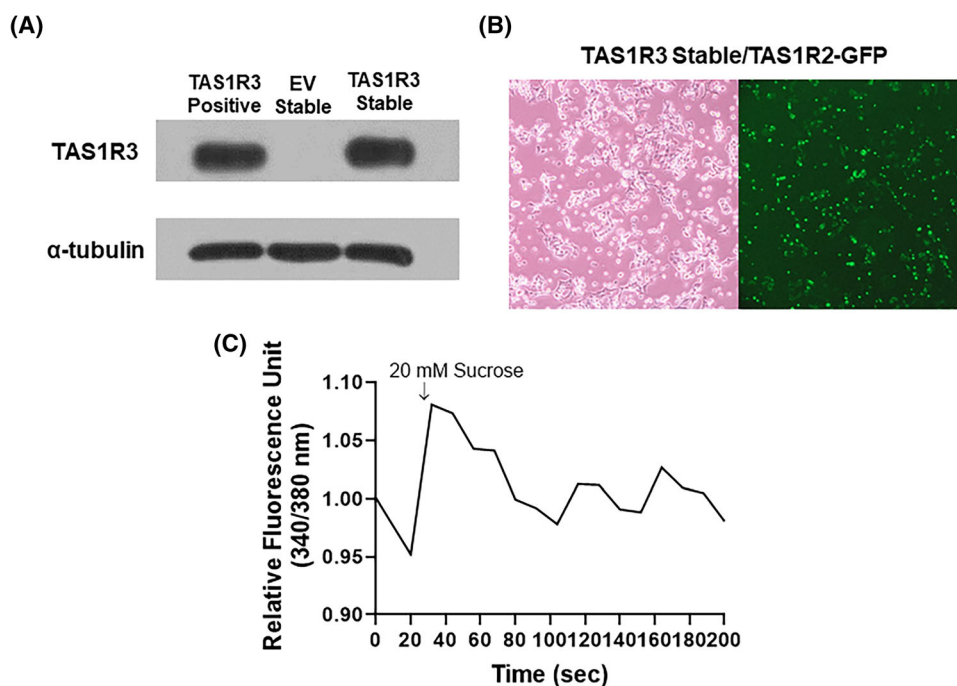 (A)
TAS1R3 Positive
EV Stable
TAS1R3 Stable
TAS1R3
α-tubulin
(B)
TAS1R3 Stable/TAS1R2-GFP
(C)
20 mM Sucrose
Relative Fluorescence Unit
(340/380 nm)
1.10
1.05
1.00
0.95
0.90
0 20 40 60 80 100 120 140 160 180 200
Time (sec)